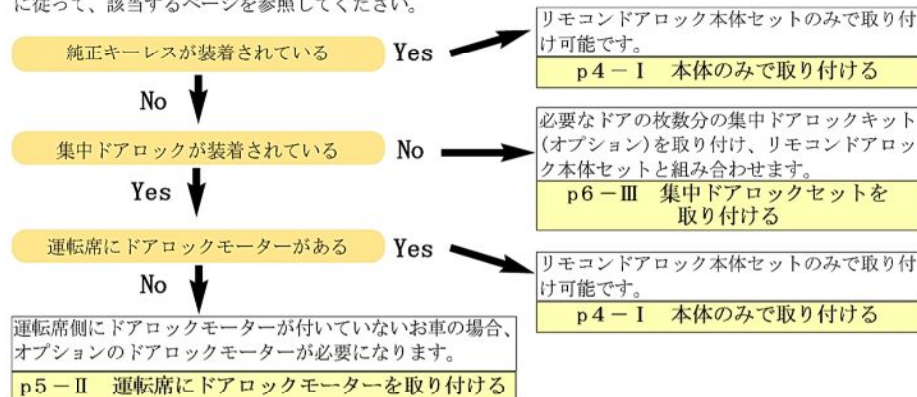 に従って、該当するページを参照してください。
純正キーレスが装着されている
Yes
リモコンドアロック本体セットのみで取り付
け可能です。
p4－Ⅰ　本体のみで取り付ける
No
集中ドアロックが装着されている
No
必要なドアの枚数分の集中ドアロックキット
(オプション)を取り付け、リモコンドアロッ
ク本体セットと組み合わせます。
p6－Ⅲ　集中ドアロックセットを
取り付ける
Yes
運転席にドアロックモーターがある
Yes
リモコンドアロック本体セットのみで取り付
け可能です。
p4－Ⅰ　本体のみで取り付ける
No
運転席側にドアロックモーターが付いていないお車の場合、
オプションのドアロックモーターが必要になります。
p5－Ⅱ　運転席にドアロックモーターを取り付ける